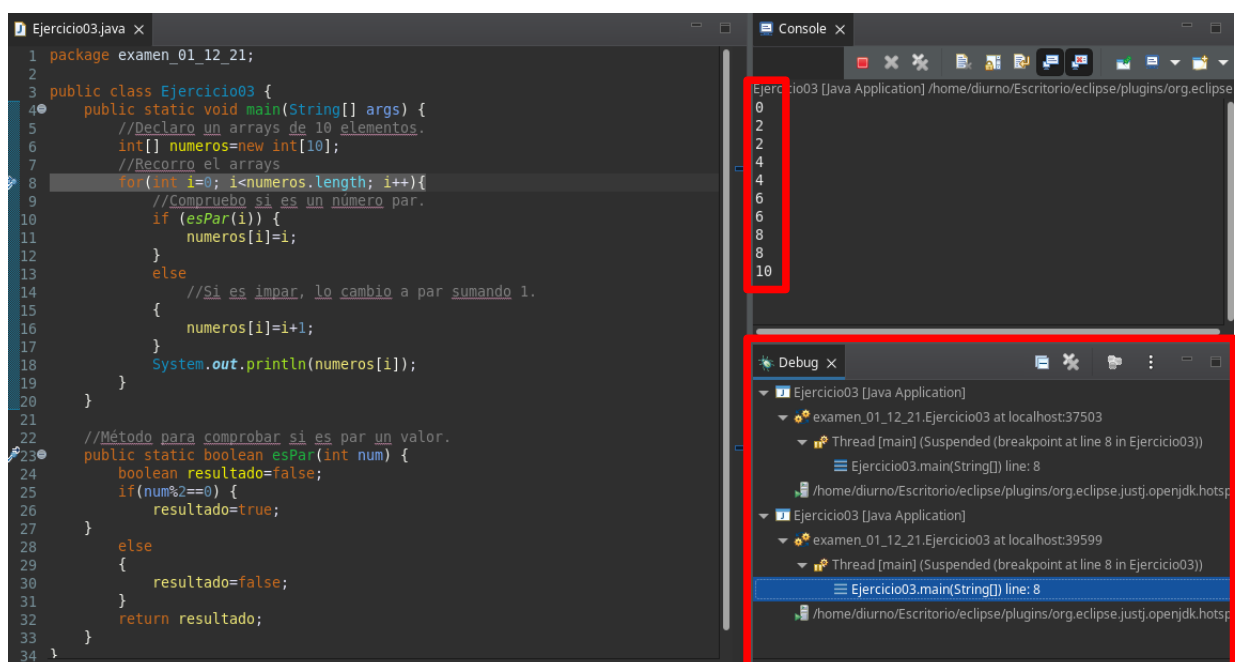 Ejercicio03.java
1 package examen_01_12_21;
2
3 public class Ejercicio03 {
4 public static void main(String[] args) {
5 //Declaro un arrays de 10 elementos.
6 int[] numeros=new int[10];
7 //Recorro el arrays
8 for(int i=0; i<numeros.length; i++){
9 //Compruebo si es un número par.
10 if (esPar(i)) {
11 numeros[i]=i;
12 }
13 else
14 //Si es impar, lo cambio a par sumando 1.
15 {
16 numeros[i]=i+1;
17 }
18 System.out.println(numeros[i]);
19 }
20 }
21
22 //Método para comprobar si es par un valor.
23 public static boolean esPar(int num) {
24 boolean resultado=false;
25 if(num%2==0) {
26 resultado=true;
27 }
28 else
29 {
30 resultado=false;
31 }
32 return resultado;
33 }
34 }
Console
Ejercicio03 [Java Application] /home/diurno/Escritorio/eclipse/plugins/org.eclipse
0
2
2
4
4
6
6
8
8
10
Debug
Ejercicio03 [Java Application]
examen_01_12_21.Ejercicio03 at localhost:37503
Thread [main] (Suspended (breakpoint at line 8 in Ejercicio03))
Ejercicio03.main(String[]) line: 8
/home/diurno/Escritorio/eclipse/plugins/org.eclipse.justj.openjdk.hotsp
Ejercicio03 [Java Application]
examen_01_12_21.Ejercicio03 at localhost:39599
Thread [main] (Suspended (breakpoint at line 8 in Ejercicio03))
Ejercicio03.main(String[]) line: 8
/home/diurno/Escritorio/eclipse/plugins/org.eclipse.justj.openjdk.hotsp